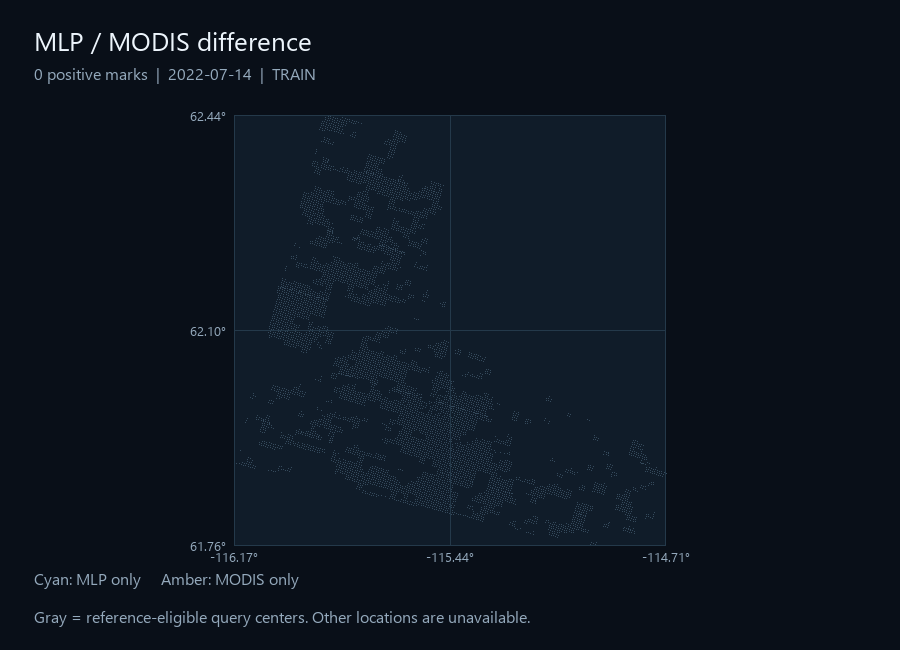 MLP / MODIS difference
0 positive marks | 2022-07-14 | TRAIN
62.44°
62.10°
61.76°
-116.17°
-115.44°
-114.71°
Cyan: MLP only
Amber: MODIS only
Gray = reference-eligible query centers. Other locations are unavailable.